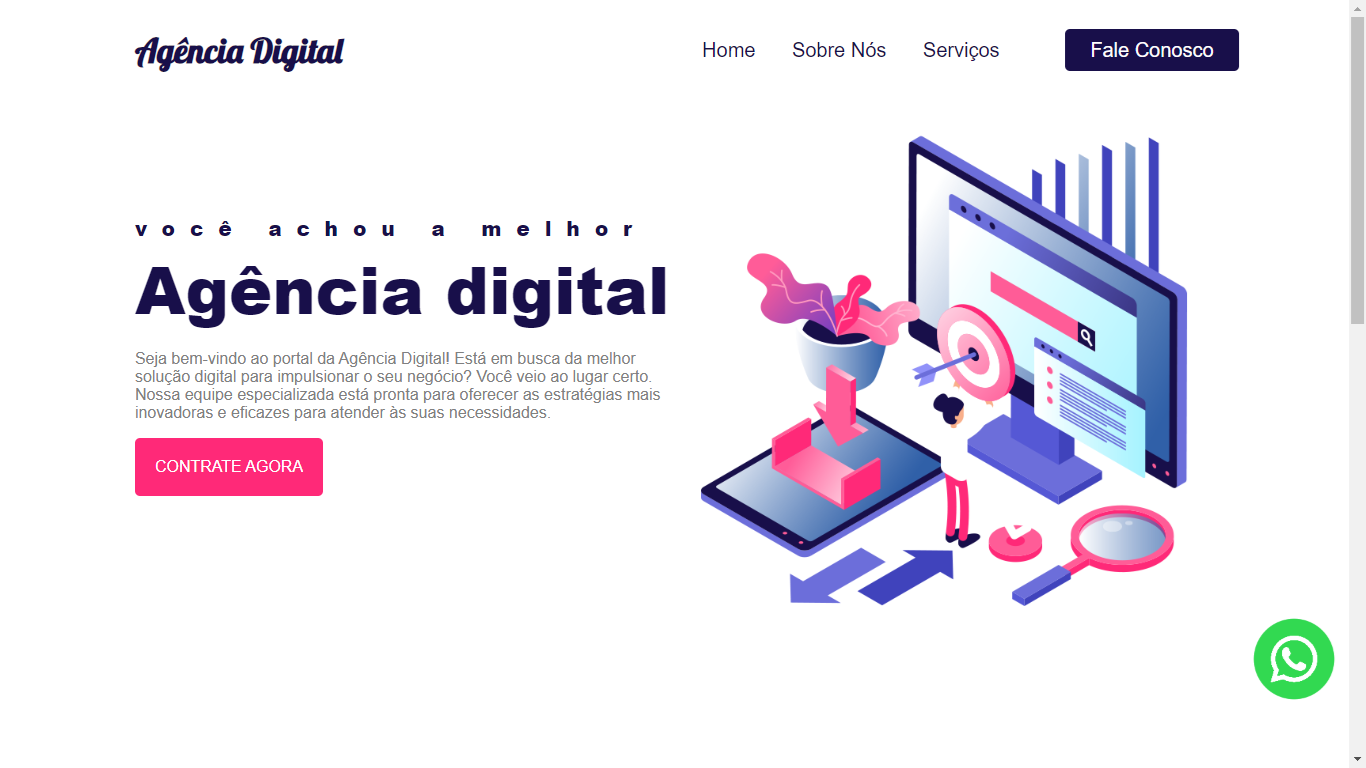 Agência Digital
Home Sobre Nós Serviços Fale Conosco
você achou a melhor
Agência digital
Seja bem-vindo ao portal da Agência Digital! Está em busca da melhor
solução digital para impulsionar o seu negócio? Você veio ao lugar certo.
Nossa equipe especializada está pronta para oferecer as estratégias mais
inovadoras e eficazes para atender às suas necessidades.
CONTRATE AGORA